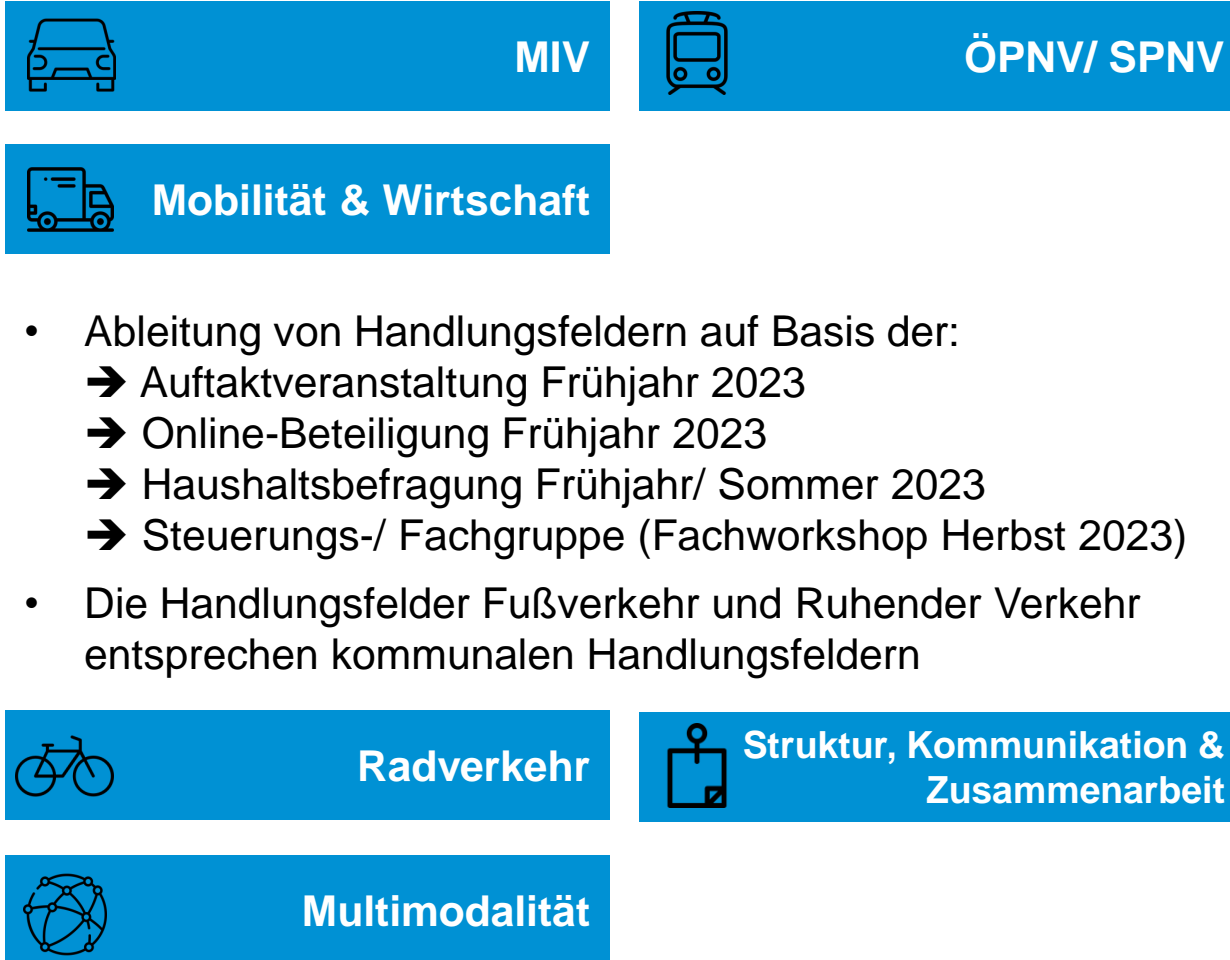 MIV
ÖPNV/ SPNV
Mobilität & Wirtschaft
• Ableitung von Handlungsfeldern auf Basis der:
➔ Auftaktveranstaltung Frühjahr 2023
➔ Online-Beteiligung Frühjahr 2023
➔ Haushaltsbefragung Frühjahr/ Sommer 2023
➔ Steuerungs-/ Fachgruppe (Fachworkshop Herbst 2023)
• Die Handlungsfelder Fußverkehr und Ruhender Verkehr
entsprechen kommunalen Handlungsfeldern
Radverkehr
Struktur, Kommunikation &
Zusammenarbeit
Multimodalität